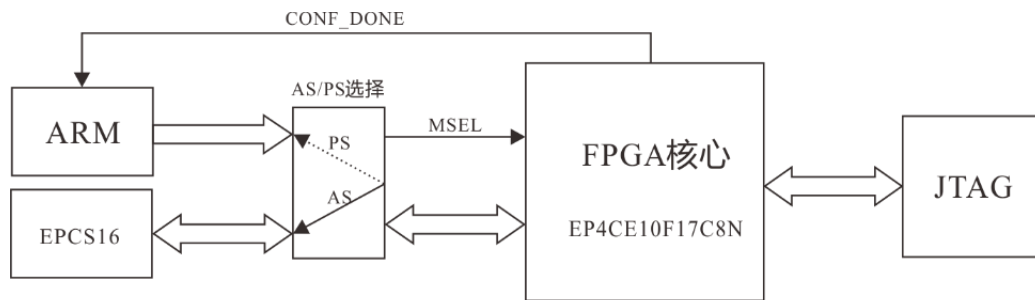 CONF_DONE
AS/PS选择
ARM
MSEL
PS
FPGA核心
JTAG
AS
EPCS16
EP4CE10F17C8N